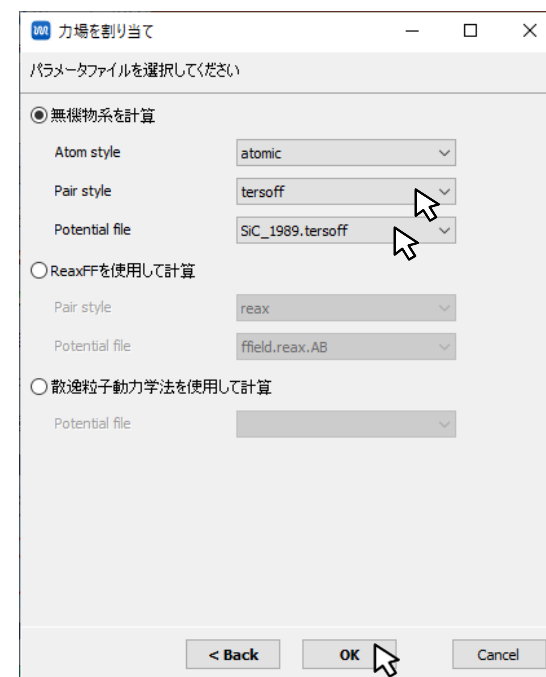 力場を割り当て
パラメータファイルを選択してください
無機物系を計算
Atom style atomic
Pair style tersoff
Potential file SiC_1989.tersoff
ReaxFFを使用して計算
Pair style reax
Potential file ffield.reax.AB
散逸粒子動力学法を使用して計算
Potential file
< Back OK Cancel